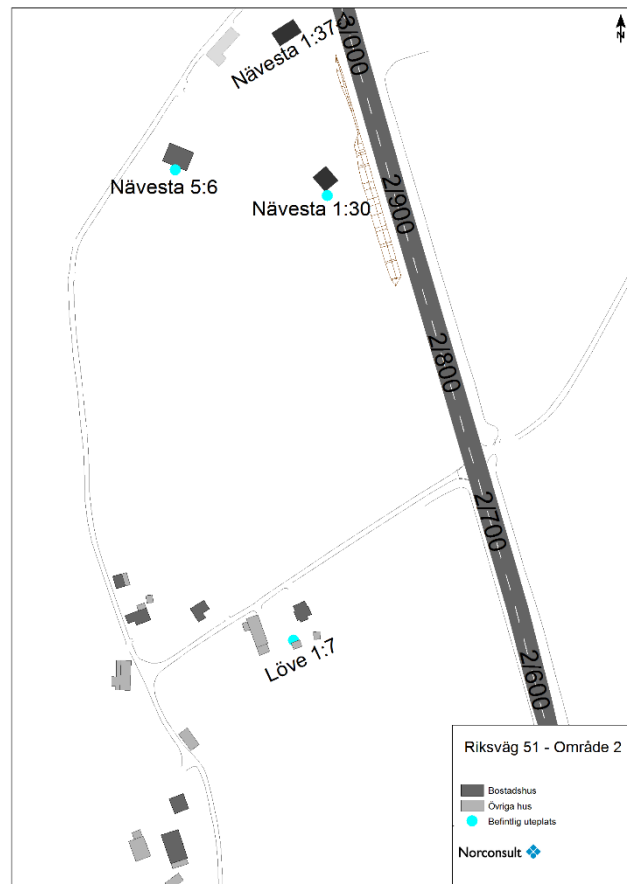 3/000
Nävesta 1:37
N
Nävesta 5:6
Nävesta 1:30
2/900
2/800
2/700
Löve 1:7
2/600
Riksväg 51 - Område 2
Bostadshus
Övriga hus
Befintlig uteplats
Norconsult